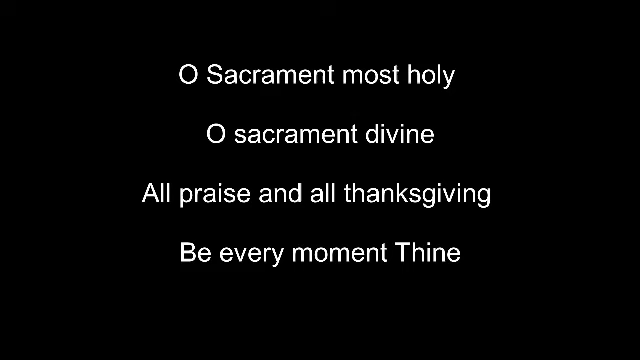 O Sacrament most holy
O sacrament divine
All praise and all thanksgiving
Be every moment Thine